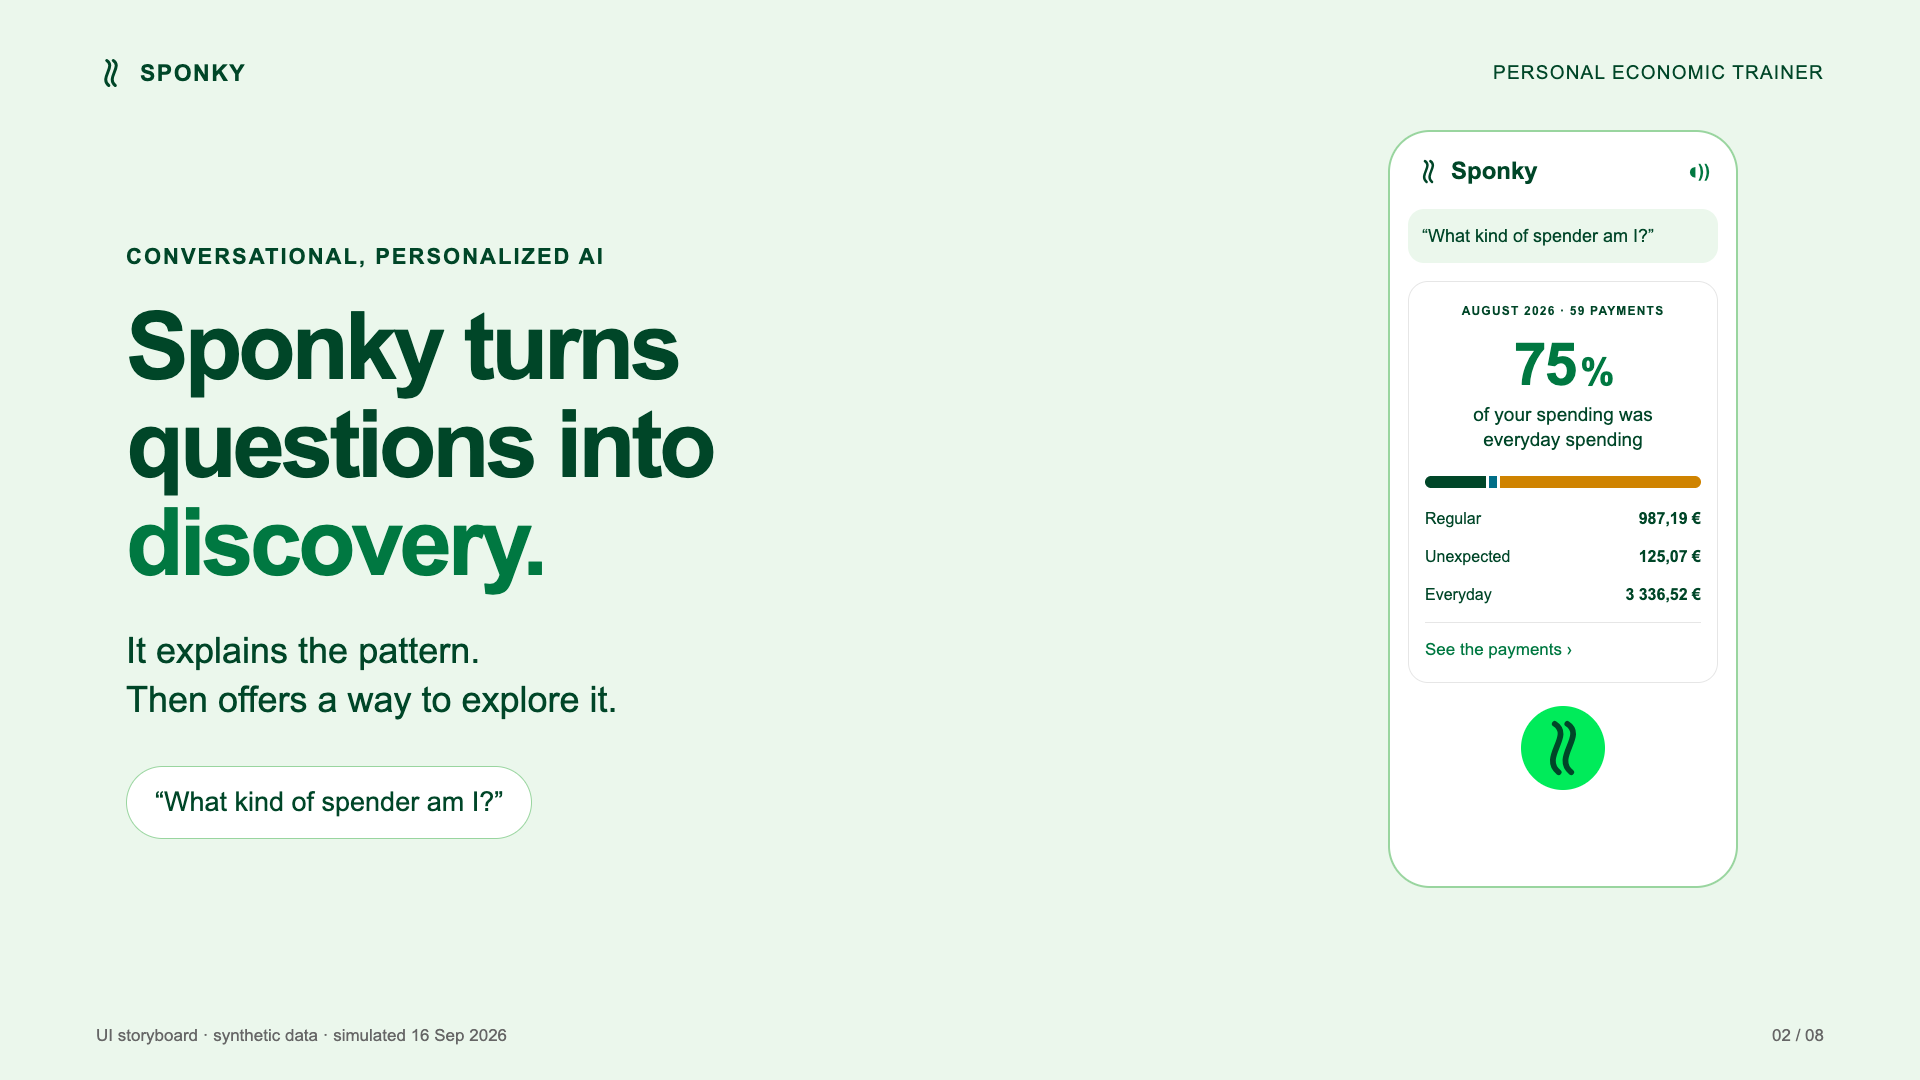 SPONKY
PERSONAL ECONOMIC TRAINER
CONVERSATIONAL, PERSONALIZED AI
Sponky turns
questions into
discovery.
It explains the pattern.
Then offers a way to explore it.
“What kind of spender am I?”
Sponky
“What kind of spender am I?”
AUGUST 2026 · 59 PAYMENTS
75%
of your spending was
everyday spending
Regular 987,19 €
Unexpected 125,07 €
Everyday 3 336,52 €
See the payments ›
UI storyboard · synthetic data · simulated 16 Sep 2026
02 / 08